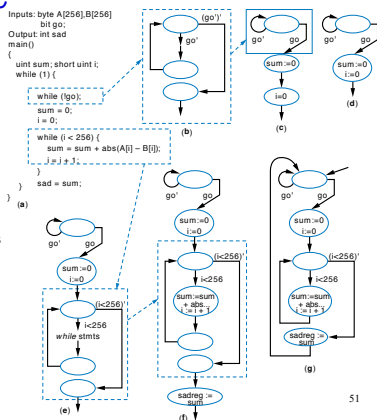 Inputs: byte A[256],B[256]
bit go;
Output: int sad
main()
{
uint sum; short uint i;
while (1) {
while (!go);
sum = 0;
i = 0;
while (i < 256) {
sum = sum + abs(A[i] – B[i]);
i = i + 1;
}
sad = sum;
}
}
(a)
(go')'
go'
(b)
go' go
sum:=0
i=0
(c)
go' go
sum:=0
i:=0
(d)
go' go
sum:=0
i:=0
(i<256)'
i<256
while stmts
(e)
go' go
sum:=0
i:=0
(i<256)'
i<256
sum:=sum
+ abs...
i := i + 1
sadreg :=
sum
(f)
go' go
sum:=0
i:=0
(i<256)'
i<256
sum:=sum
+ abs...
i := i + 1
sadreg :=
sum
(g)
51